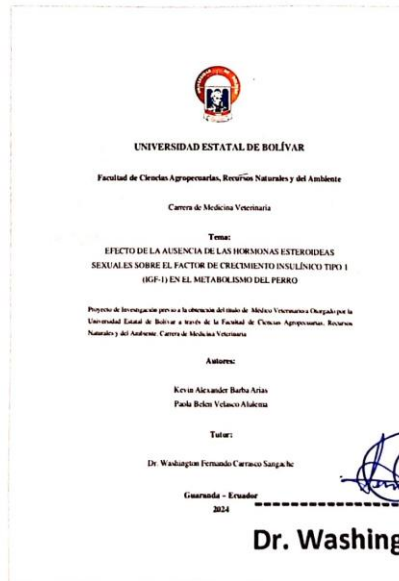 UNIVERSIDAD ESTATAL DE BOLÍVAR
Facultad de Ciencias Agropecuarias, Recursos Naturales y del Ambiente
Carrera de Medicina Veterinaria
Tema:
EFECTO DE LA AUSENCIA DE LAS HORMONAS ESTEROIDEAS
SEXUALES SOBRE EL FACTOR DE CRECIMIENTO INSULÍNICO TIPO 1
(IGF-1) EN EL METABOLISMO DEL PERRO
Proyecto de Investigación previo a la obtención del título de Médico Veterinario Otorgado por la
Universidad Estatal de Bolívar a través de la Facultad de Ciencias Agropecuarias, Recursos
Naturales y del Ambiente, Carrera de Medicina Veterinaria
Autores:
Kevin Alexander Barba Arias
Paola Belen Velasco Alulema
Tutor:
Dr. Washington Fernando Carrasco Sangache
Guaranda – Ecuador
2024
Dr. Washing